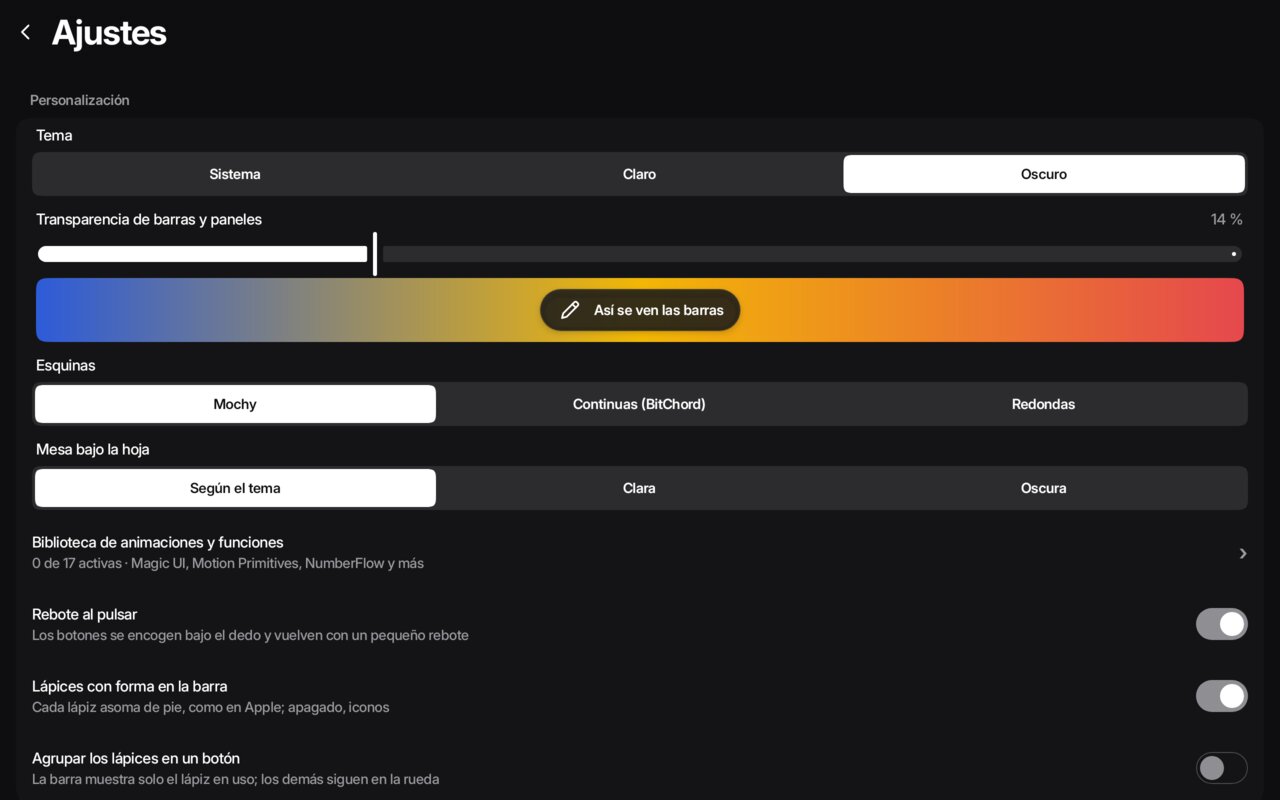 Ajustes
Personalización
Tema
Sistema
Claro
Oscuro
Transparencia de barras y paneles
14 %
Así se ven las barras
Esquinas
Mochy
Continuas (BitChord)
Redondas
Mesa bajo la hoja
Según el tema
Clara
Oscura
Biblioteca de animaciones y funciones
0 de 17 activas · Magic UI, Motion Primitives, NumberFlow y más
Rebote al pulsar
Los botones se encogen bajo el dedo y vuelven con un pequeño rebote
Lápices con forma en la barra
Cada lápiz asoma de pie, como en Apple; apagado, iconos
Agrupar los lápices en un botón
La barra muestra solo el lápiz en uso; los demás siguen en la rueda